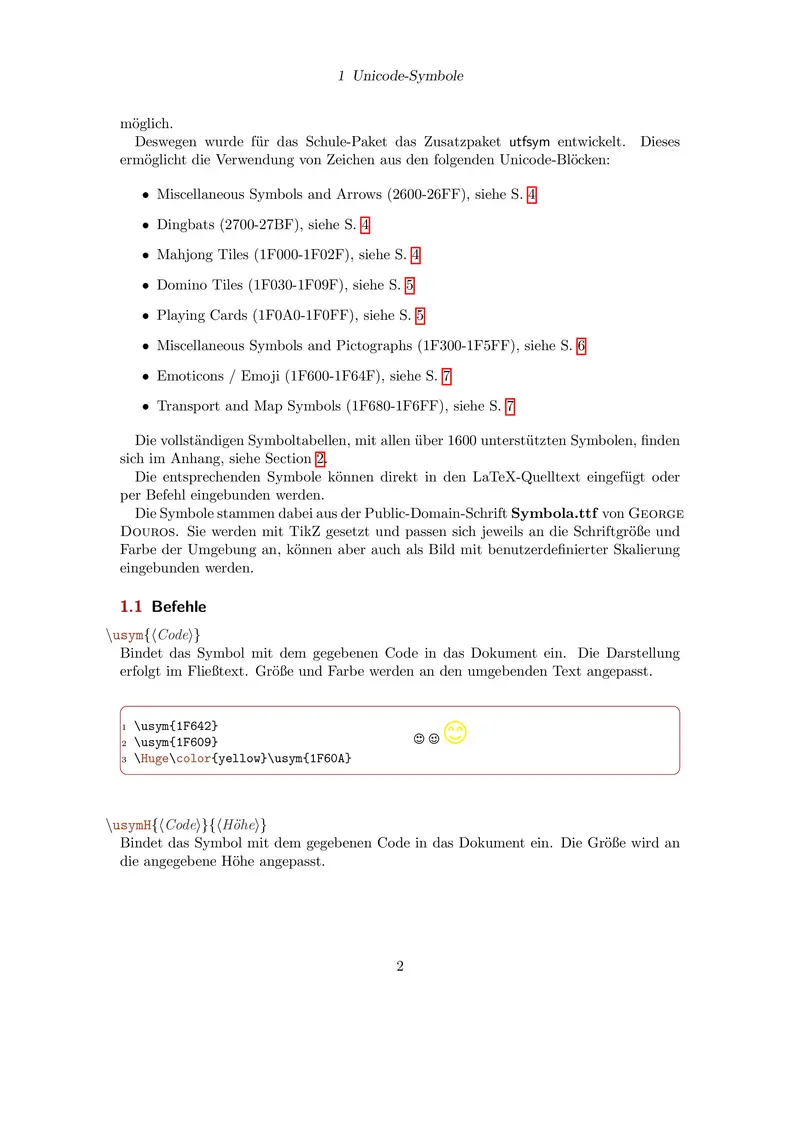 1 Unicode-Symbole
möglich.
Deswegen wurde für das Schule-Paket das Zusatzpaket utfsym entwickelt. Dieses
ermöglicht die Verwendung von Zeichen aus den folgenden Unicode-Blöcken:
• Miscellaneous Symbols and Arrows (2600-26FF), siehe S. 4
• Dingbats (2700-27BF), siehe S. 4
• Mahjong Tiles (1F000-1F02F), siehe S. 4
• Domino Tiles (1F030-1F09F), siehe S. 5
• Playing Cards (1F0A0-1F0FF), siehe S. 5
• Miscellaneous Symbols and Pictographs (1F300-1F5FF), siehe S. 6
• Emoticons / Emoji (1F600-1F64F), siehe S. 7
• Transport and Map Symbols (1F680-1F6FF), siehe S. 7
Die vollständigen Symboltabellen, mit allen über 1600 unterstützten Symbolen, finden
sich im Anhang, siehe Section 2.
Die entsprechenden Symbole können direkt in den LaTeX-Quelltext eingefügt oder
per Befehl eingebunden werden.
Die Symbole stammen dabei aus der Public-Domain-Schrift Symbola.ttf von George
Douros. Sie werden mit TikZ gesetzt und passen sich jeweils an die Schriftgröße und
Farbe der Umgebung an, können aber auch als Bild mit benutzerdefinierter Skalierung
eingebunden werden.
1.1 Befehle
\usym{⟨Code⟩}
Bindet das Symbol mit dem gegebenen Code in das Dokument ein. Die Darstellung
erfolgt im Fließtext. Größe und Farbe werden an den umgebenden Text angepasst.
1 \usym{1F642}
2 \usym{1F609}
3 \Huge\color{yellow}\usym{1F60A}
🙂 😉 😊
\usymH{⟨Code⟩}{⟨Höhe⟩}
Bindet das Symbol mit dem gegebenen Code in das Dokument ein. Die Größe wird an
die angegebene Höhe angepasst.
2